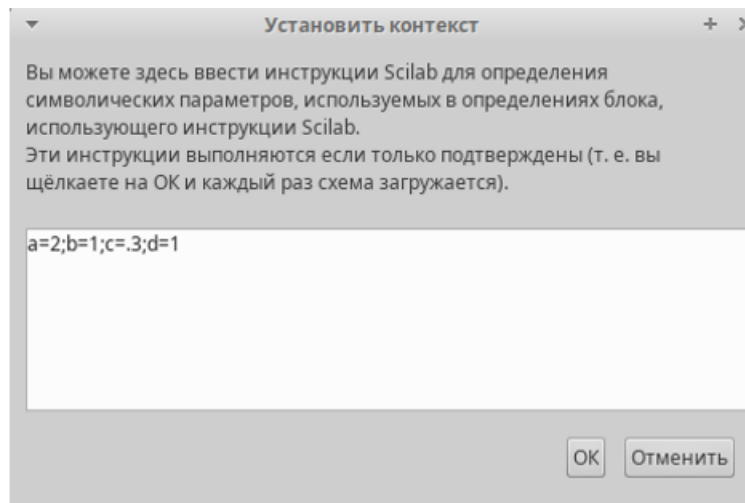 Установить контекст
Вы можете здесь ввести инструкции Scilab для определения
символических параметров, используемых в определениях блока,
использующего инструкции Scilab.
Эти инструкции выполняются если только подтверждены (т. е. вы
щёлкаете на ОК и каждый раз схема загружается).
a=2;b=1;c=.3;d=1
ОК
Отменить